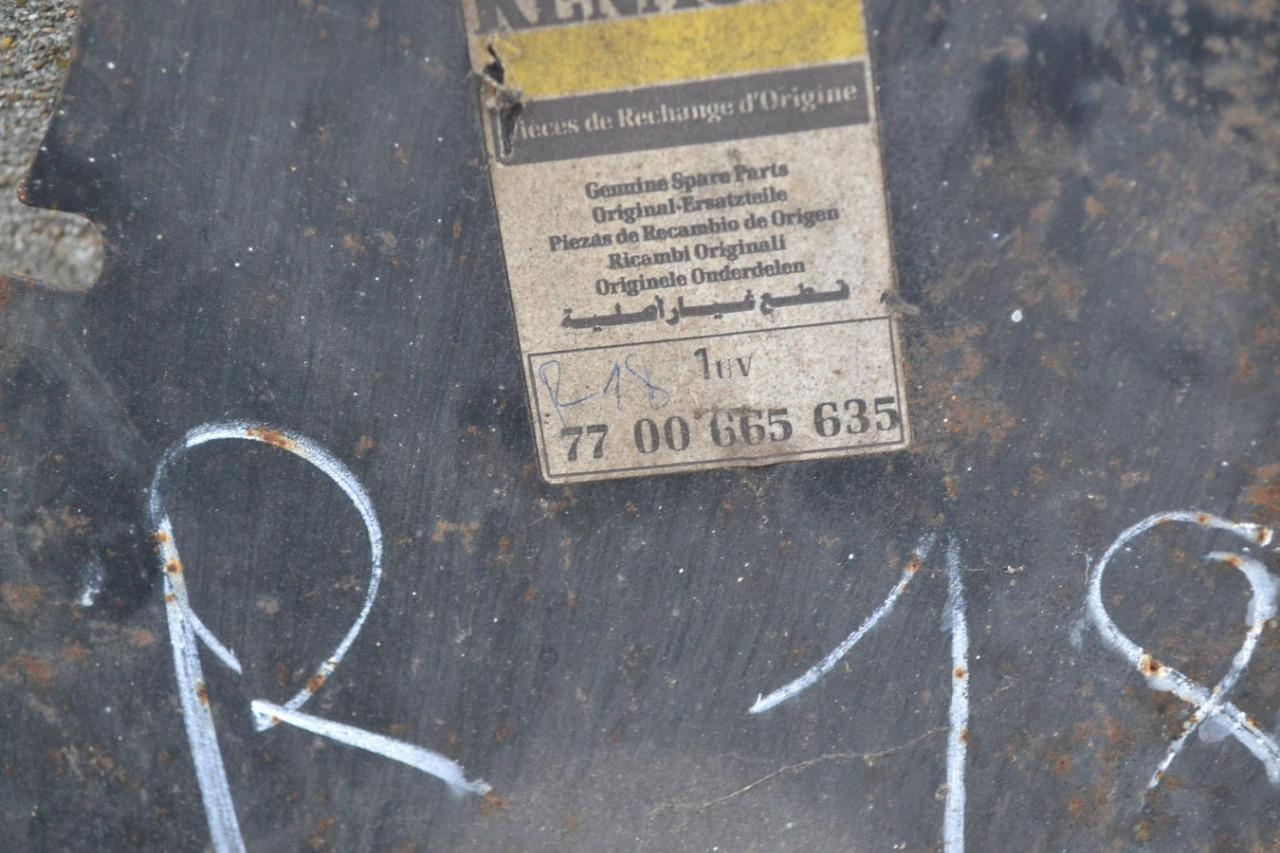 Pieces de Rechange d'Origine
Genuine Spare Parts
Original-Ersatzteile
Piezas de Recambio de Origen
Ricambi Originali
Originele Onderdelen
قطع غيار أصلية
R-18 1UV
77 00 665 635
R 18